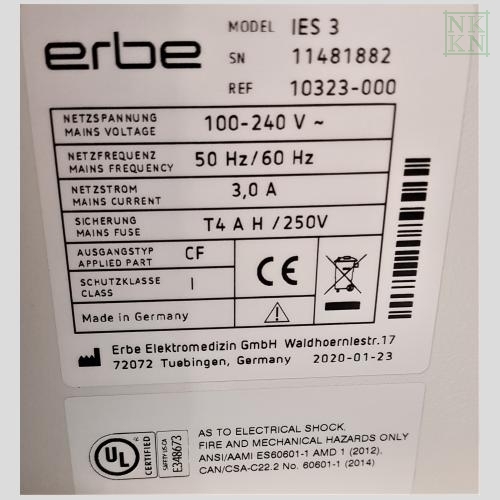 NK
KN
erbe
MODEL IES 3
SN 11481882
REF 10323-000
NETZSPANNUNG
MAINS VOLTAGE
100-240 V ~
NETZFREQUENZ
MAINS FREQUENCY
50 Hz/60 Hz
NETZSTROM
MAINS CURRENT
3,0 A
SICHERUNG
MAINS FUSE
T4 A H /250V
AUSGANGSTYP
APPLIED PART
CF
SCHUTZKLASSE
CLASS
I
CE
Made in Germany
Erbe Elektromedizin GmbH Waldhoernlestr.17
72072 Tuebingen, Germany 2020-01-23
UL
CERTIFIED
SAFETY US CA
E348673
AS TO ELECTRICAL SHOCK,
FIRE AND MECHANICAL HAZARDS ONLY
ANSI/AAMI ES60601-1 AMD 1 (2012),
CAN/CSA-C22.2 No. 60601-1 (2014)